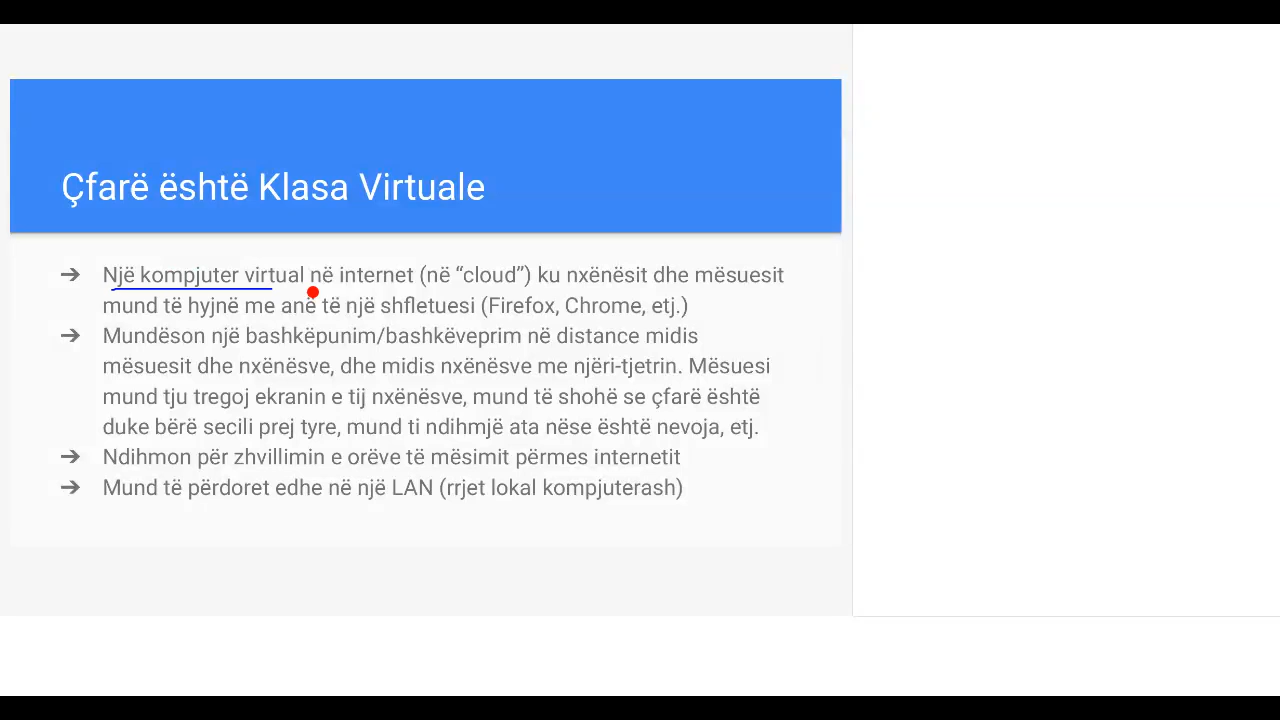 Çfarë është Klasa Virtuale
➔ Një kompjuter virtual në internet (në “cloud”) ku nxënësit dhe mësuesit
mund të hyjnë me anë të një shfletuesi (Firefox, Chrome, etj.)
➔ Mundëson një bashkëpunim/bashkëveprim në distance midis
mësuesit dhe nxënësve, dhe midis nxënësve me njëri-tjetrin. Mësuesi
mund tju tregoj ekranin e tij nxënësve, mund të shohë se çfarë është
duke bërë secili prej tyre, mund ti ndihmjë ata nëse është nevoja, etj.
➔ Ndihmon për zhvillimin e orëve të mësimit përmes internetit
➔ Mund të përdoret edhe në një LAN (rrjet lokal kompjuterash)